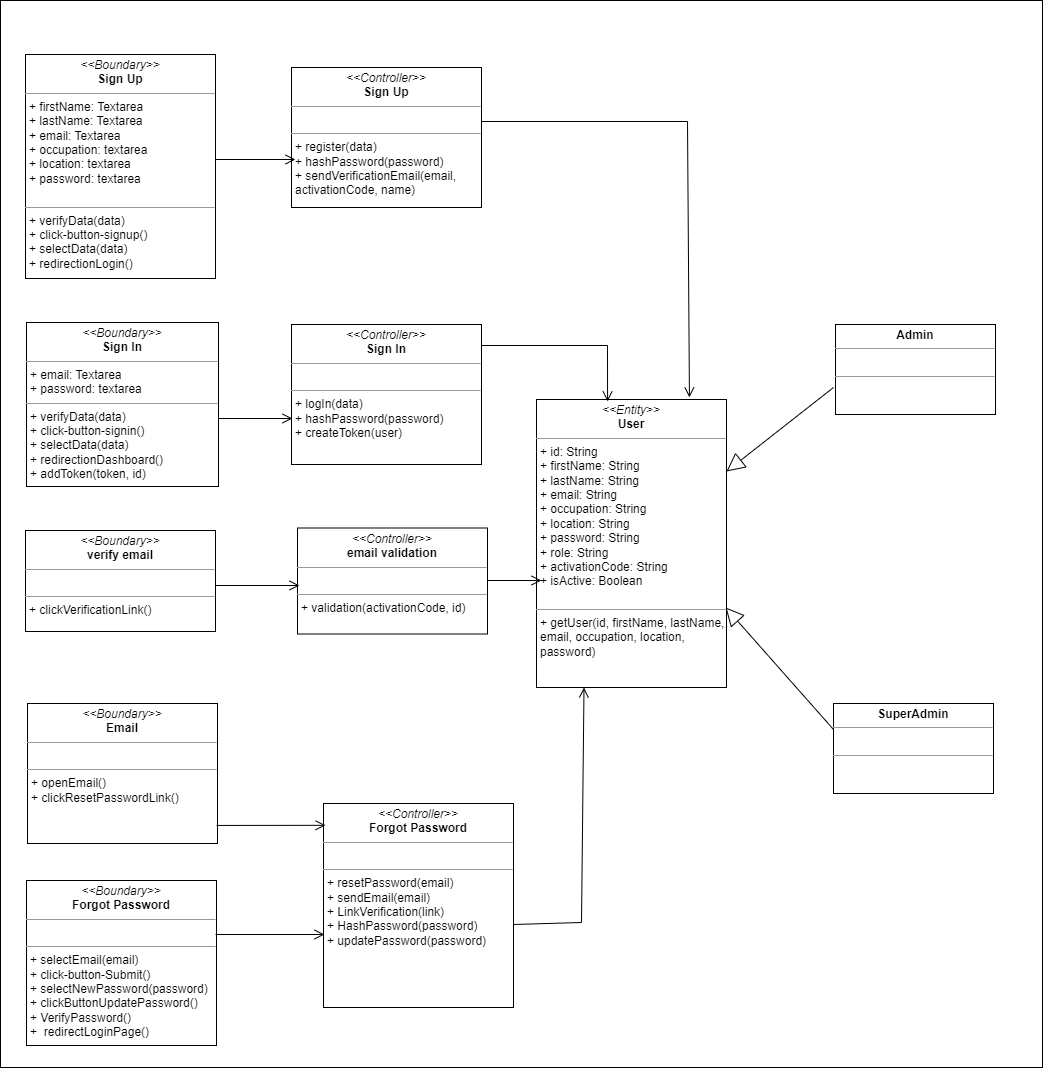 <<Boundary>>
Sign Up
+ firstName: Textarea
+ lastName: Textarea
+ email: Textarea
+ occupation: textarea
+ location: textarea
+ password: textarea
+ verifyData(data)
+ click-button-signup()
+ selectData(data)
+ redirectionLogin()
<<Controller>>
Sign Up
+ register(data)
+ hashPassword(password)
+ sendVerificationEmail(email,
activationCode, name)
<<Boundary>>
Sign In
+ email: Textarea
+ password: textarea
+ verifyData(data)
+ click-button-signin()
+ selectData(data)
+ redirectionDashboard()
+ addToken(token, id)
<<Controller>>
Sign In
+ logIn(data)
+ hashPassword(password)
+ createToken(user)
<<Entity>>
User
+ id: String
+ firstName: String
+ lastName: String
+ email: String
+ occupation: String
+ location: String
+ password: String
+ role: String
+ activationCode: String
+ isActive: Boolean
+ getUser(id, firstName, lastName,
email, occupation, location,
password)
Admin
<<Boundary>>
verify email
+ clickVerificationLink()
<<Controller>>
email validation
+ validation(activationCode, id)
SuperAdmin
<<Boundary>>
Email
+ openEmail()
+ clickResetPasswordLink()
<<Controller>>
Forgot Password
+ resetPassword(email)
+ sendEmail(email)
+ LinkVerification(link)
+ HashPassword(password)
+ updatePassword(password)
<<Boundary>>
Forgot Password
+ selectEmail(email)
+ click-button-Submit()
+ selectNewPassword(password)
+ clickButtonUpdatePassword()
+ VerifyPassword()
+ redirectLoginPage()